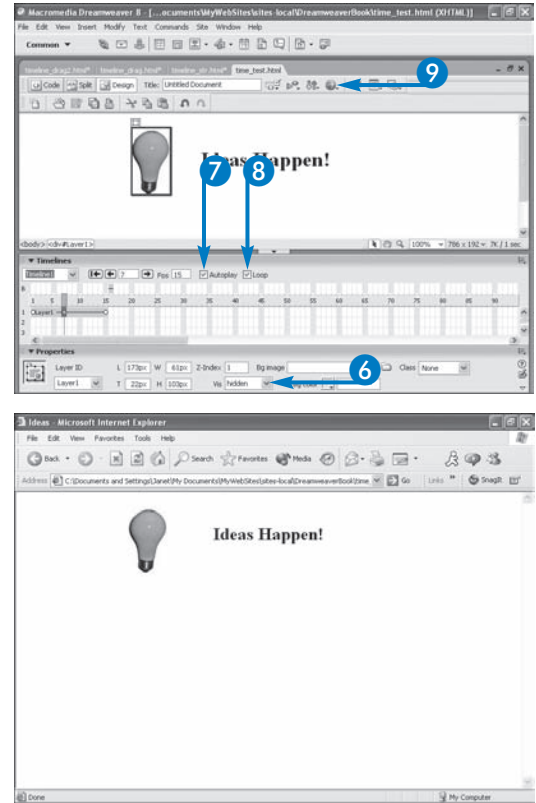 Macromedia Dreamweaver 8 - [...ocuments\MyWebSites\sites-local\DreamweaverBook\time_test.html (XHTML)]
File Edit View Insert Modify Text Commands Site Window Help
Common
timeline_drag2.html* timeline_drag.html* timeline_str.html* time_test.html
Code Split Design Title: Untitled Document
9
Ideas Happen!
7 8
<body> <div#Layer1> 100% 706 x 192 7K / 1 sec
Timelines
Timeline1 7 Fps 15 Autoplay Loop
B
1 5 10 15 20 25 30 35 40 45 50 55 60 65 70 75 80 85 90
1 Layer1
2
3
Properties
Layer ID L 173px W 61px Z-Index 1 Bg image Class None
6
Layer1 T 22px H 103px Vis hidden Bg color
Ideas - Microsoft Internet Explorer
File Edit View Favorites Tools Help
Back Search Favorites Media
Address C:\Documents and Settings\Janet\My Documents\MyWebSites\sites-local\DreamweaverBook\time Go Links SnagIt
Ideas Happen!
Done My Computer